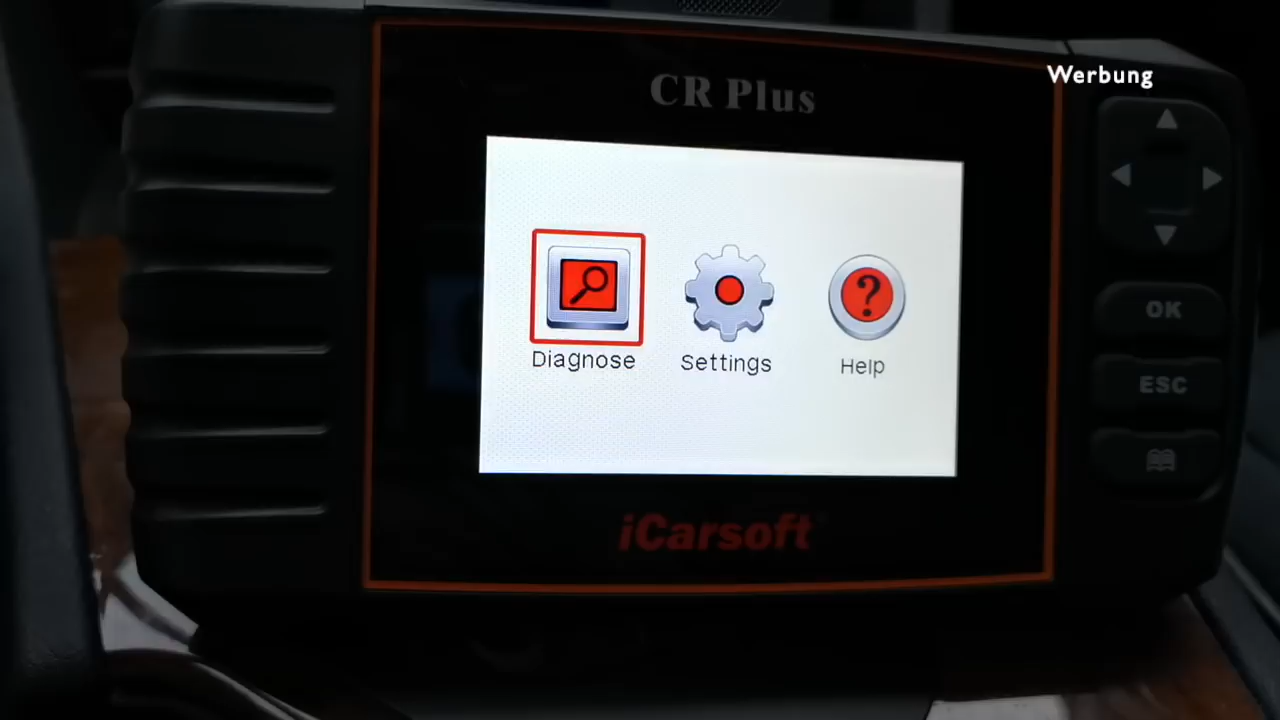 Werbung
CR Plus
Diagnose
Settings
Help
OK
ESC
iCarsoft